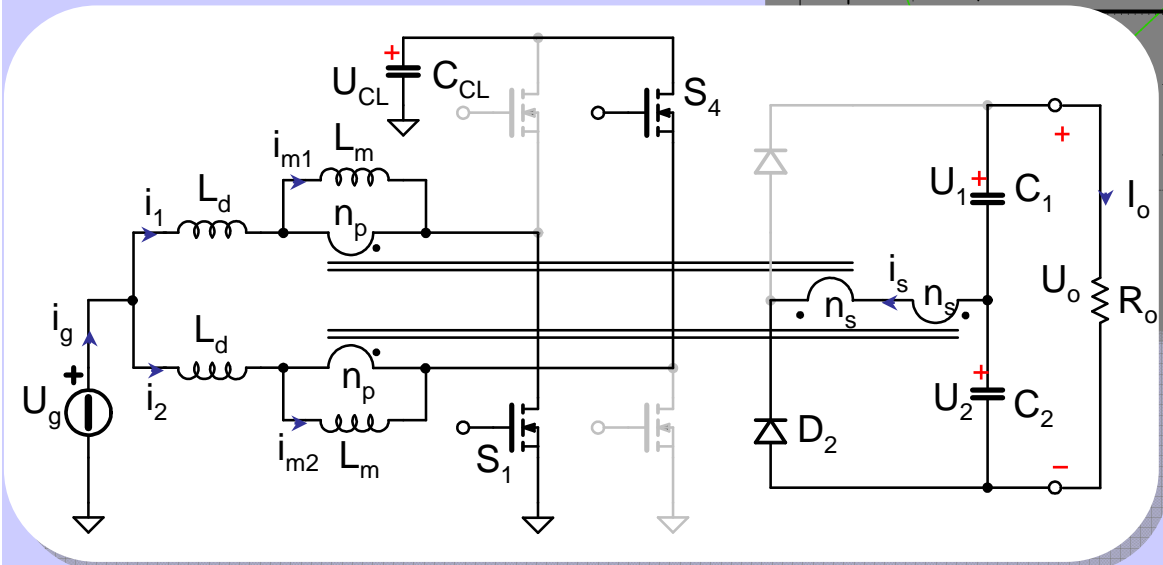 U_CL
+
C_CL
S_4
i_m1
L_m
L_d
i_1
n_p
+
U_1
C_1
+
I_o
i_s
n_s
n_s
U_o
R_o
i_g
L_d
+
U_g
i_2
n_p
i_m2
L_m
S_1
D_2
+
U_2
C_2
−